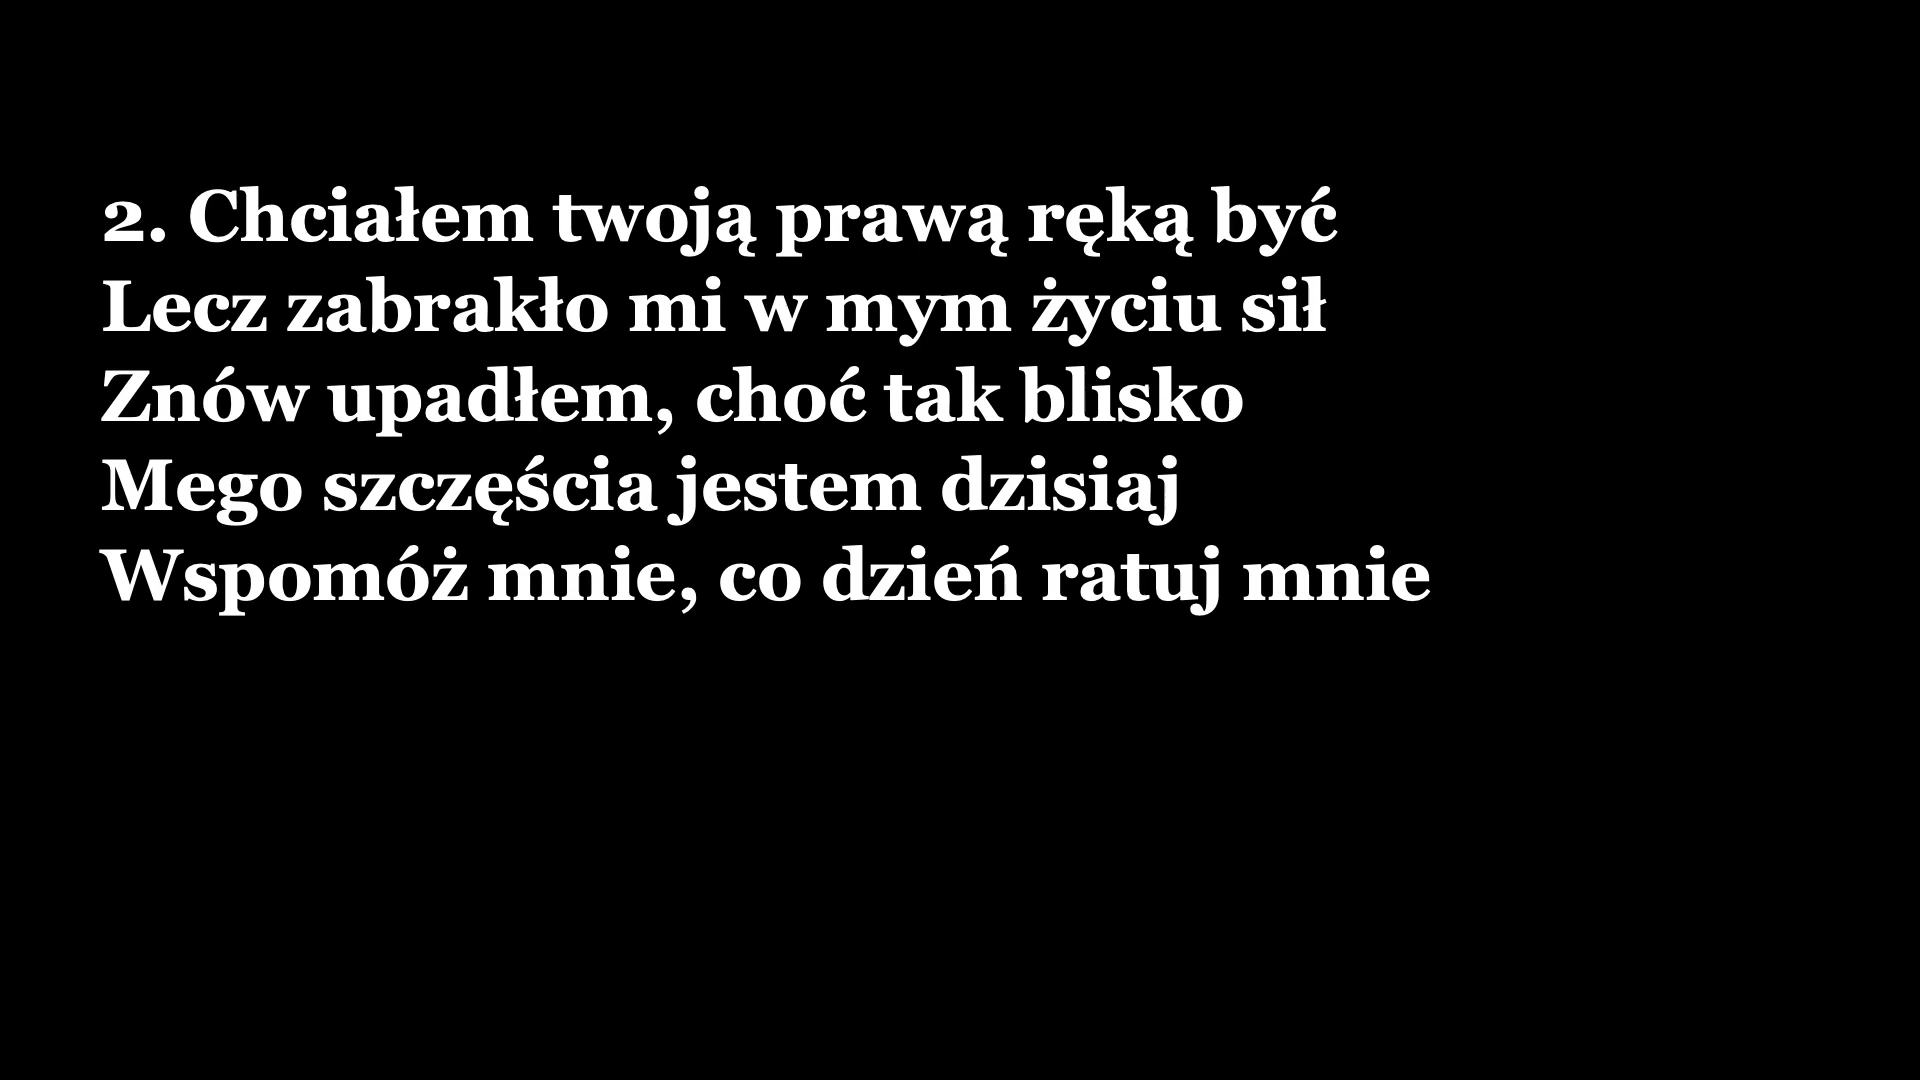 2. Chciałem twoją prawą ręką być
Lecz zabrakło mi w mym życiu sił
Znów upadłem, choć tak blisko
Mego szczęścia jestem dzisiaj
Wspomóż mnie, co dzień ratuj mnie